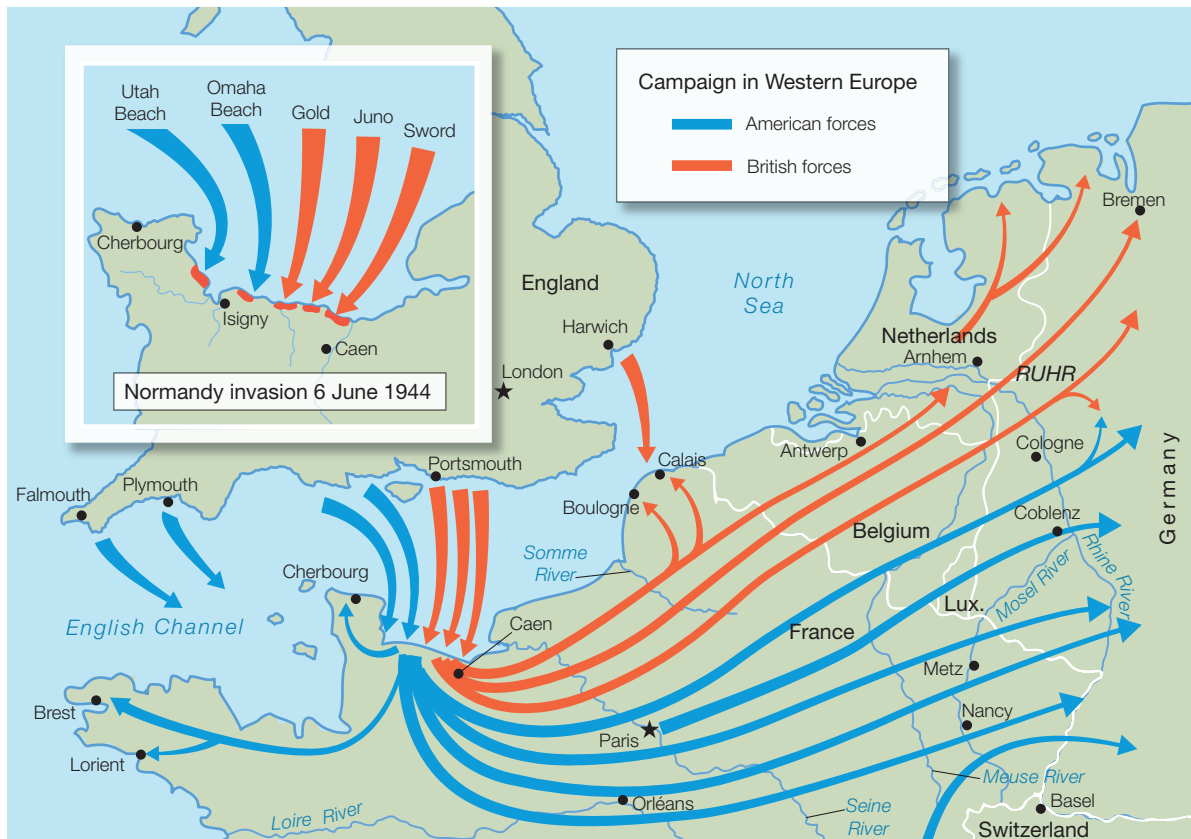 Utah
Beach
Omaha
Beach
Gold
Juno
Sword
Cherbourg
Isigny
Caen
Normandy invasion 6 June 1944
Campaign in Western Europe
American forces
British forces
England
Harwich
London
North
Sea
Bremen
Netherlands
Arnhem
RUHR
Antwerp
Cologne
Germany
Portsmouth
Calais
Boulogne
Falmouth
Plymouth
Belgium
Coblenz
Somme
River
Cherbourg
Mosel River
Rhine River
Lux.
English Channel
Caen
France
Metz
Brest
Paris
Nancy
Lorient
Meuse River
Orléans
Basel
Loire River
Seine
River
Switzerland